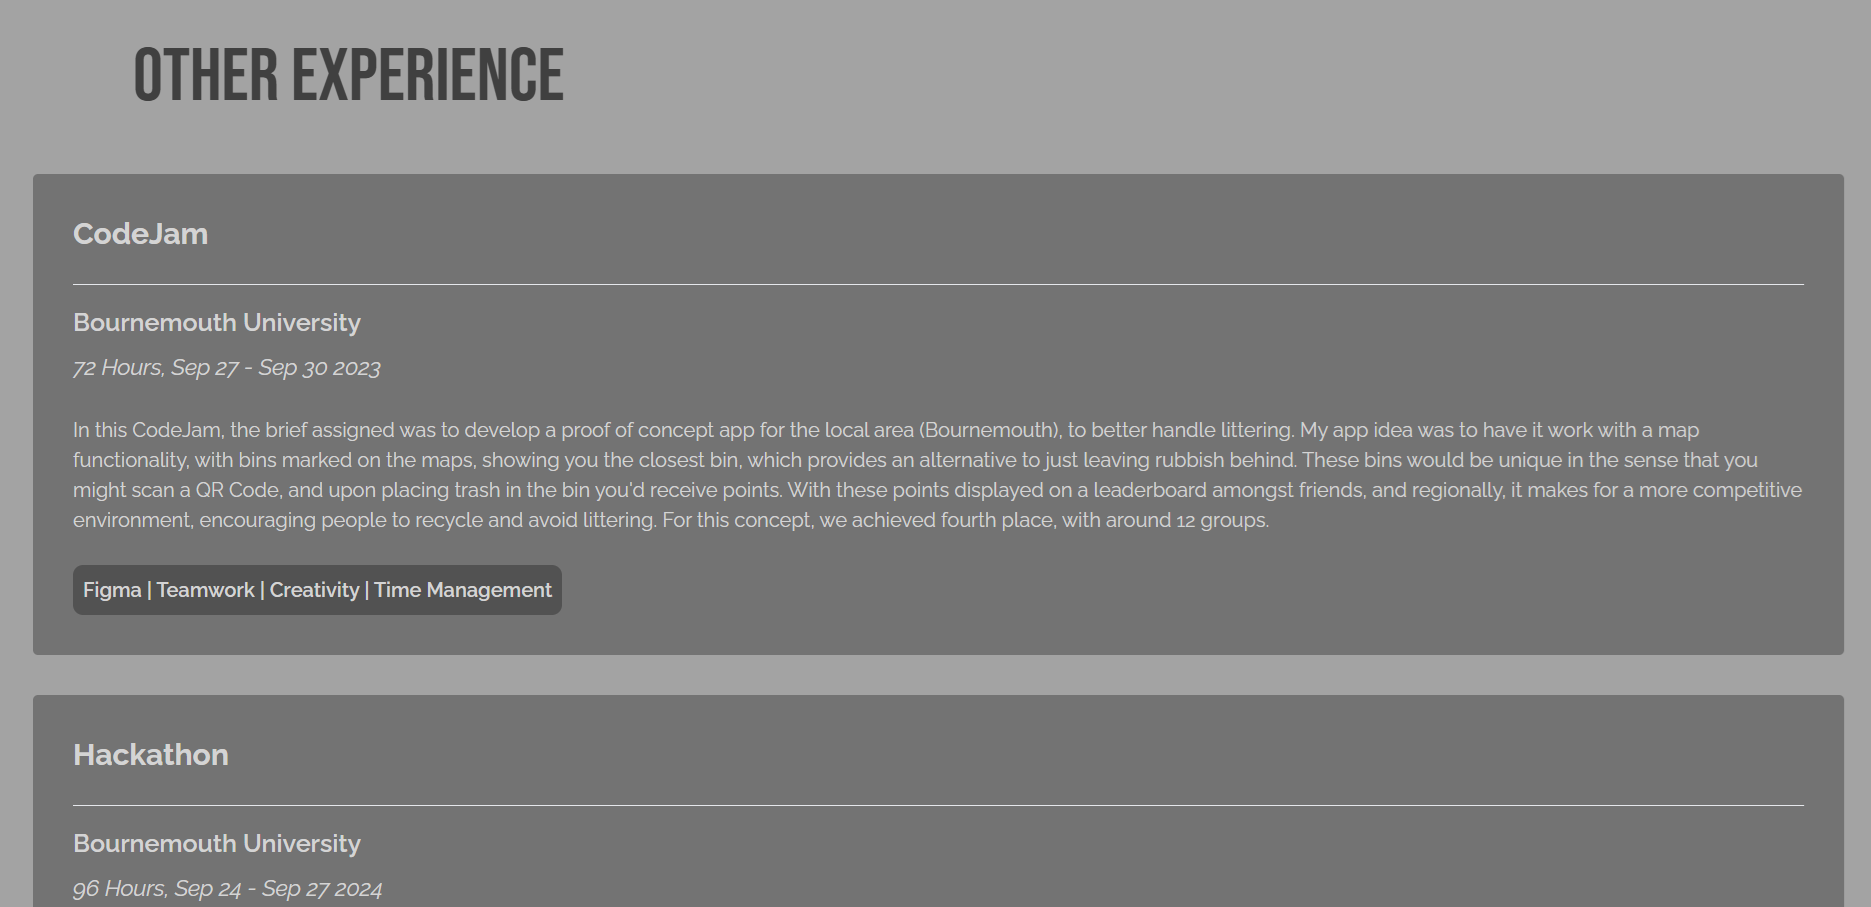 OTHER EXPERIENCE
CodeJam
Bournemouth University
72 Hours, Sep 27 - Sep 30 2023
In this CodeJam, the brief assigned was to develop a proof of concept app for the local area (Bournemouth), to better handle littering. My app idea was to have it work with a map
functionality, with bins marked on the maps, showing you the closest bin, which provides an alternative to just leaving rubbish behind. These bins would be unique in the sense that you
might scan a QR Code, and upon placing trash in the bin you'd receive points. With these points displayed on a leaderboard amongst friends, and regionally, it makes for a more competitive
environment, encouraging people to recycle and avoid littering. For this concept, we achieved fourth place, with around 12 groups.
Figma | Teamwork | Creativity | Time Management
Hackathon
Bournemouth University
96 Hours, Sep 24 - Sep 27 2024